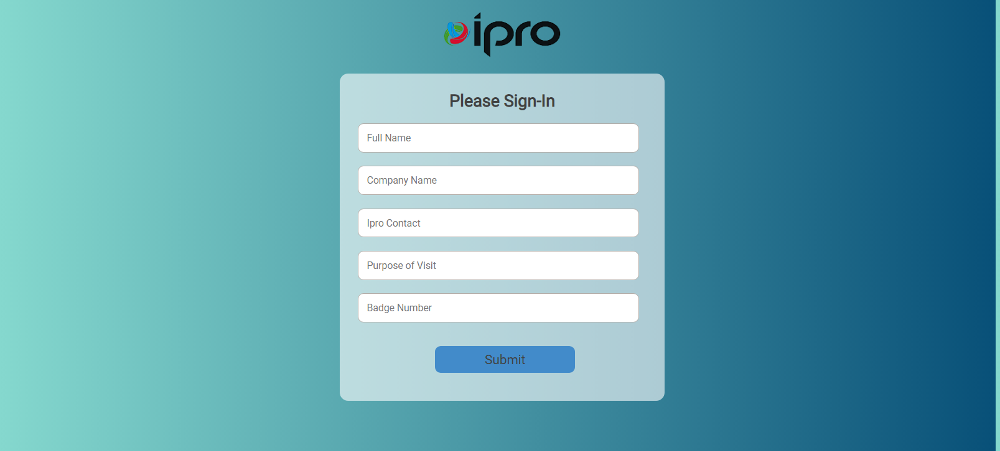 ipro
Please Sign-In
Full Name
Company Name
Ipro Contact
Purpose of Visit
Badge Number
Submit